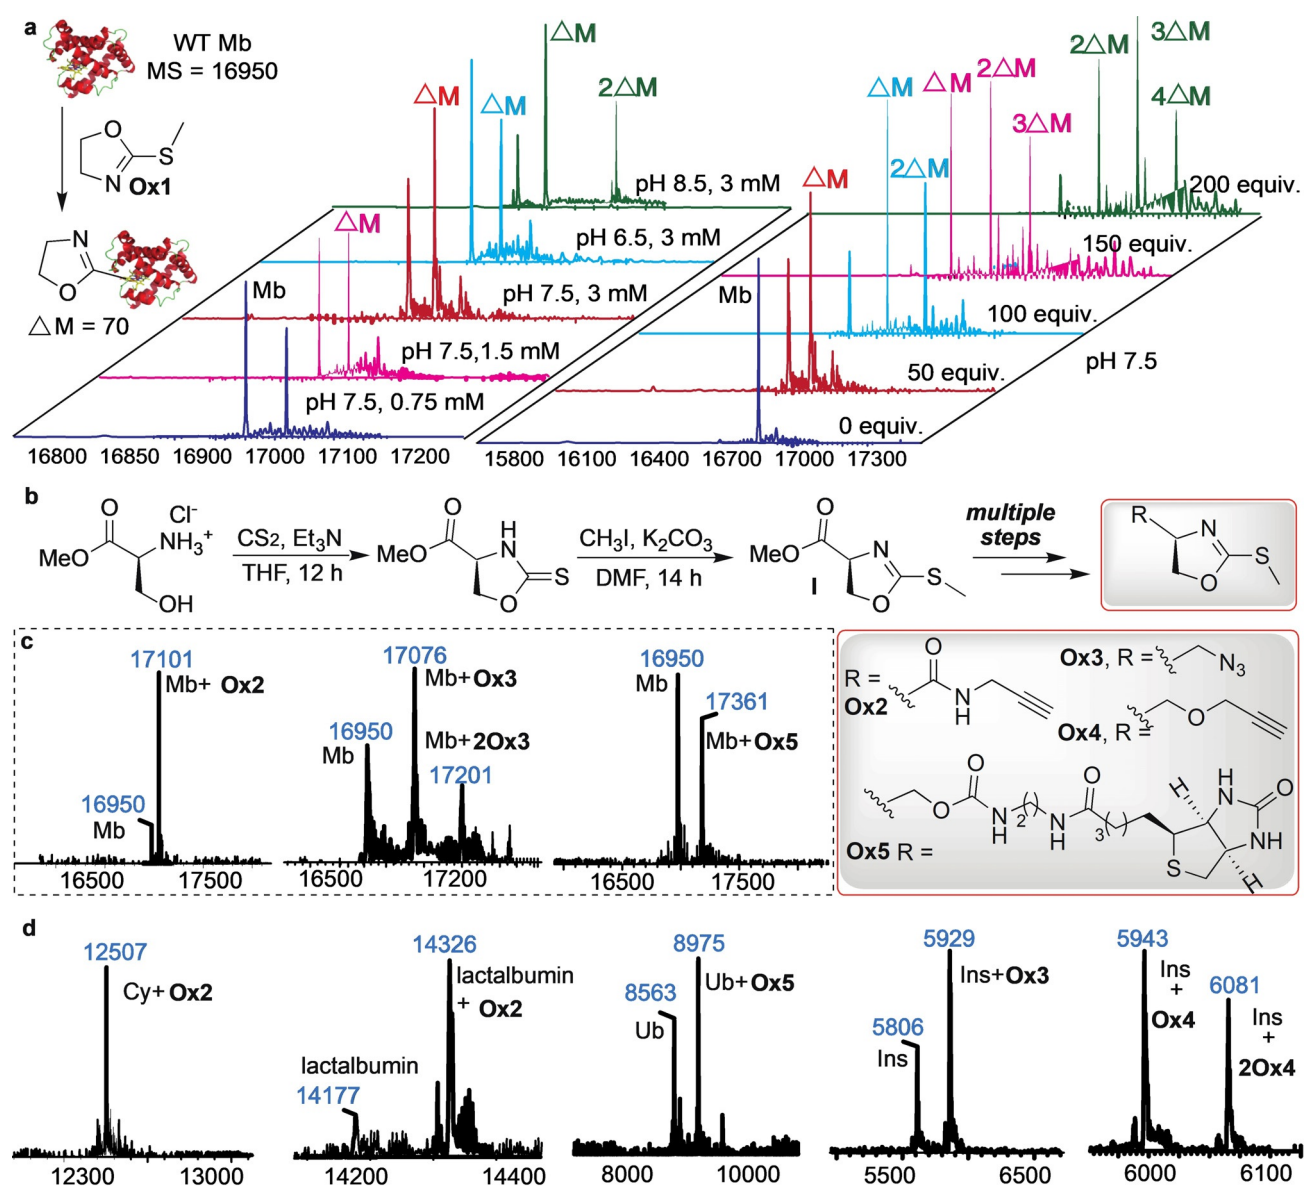 a
WT Mb
MS = 16950
O
S
N Ox1
N
O
△M = 70
△M
2△M
△M
△M
△M
Mb
pH 8.5, 3 mM
pH 6.5, 3 mM
pH 7.5, 3 mM
pH 7.5,1.5 mM
pH 7.5, 0.75 mM
16800 16850 16900 17000 17100 17200
2△M
3△M
4△M
△M
2△M
3△M
△M
2△M
△M
Mb
200 equiv.
150 equiv.
100 equiv.
50 equiv.
0 equiv.
pH 7.5
15800 16100 16400 16700 17000 17300
b
O
Cl-
MeO
NH3+
OH
CS2, Et3N
THF, 12 h
O
H
N
MeO
S
O
CH3I, K2CO3
DMF, 14 h
O
MeO
N
S
O
I
multiple
steps
R
N
S
O
c
17101
Mb+ Ox2
16950
Mb
16500 17500
17076
Mb+Ox3
16950
Mb
Mb+2Ox3
17201
16500 17200
16950
Mb
17361
Mb+Ox5
16500 17500
R =
Ox2
O
N
H
Ox3, R =
N3
Ox4, R =
O
Ox5 R =
O
O
N
H
2
N
H
O
3
H
H
N
O
NH
S
H
d
12507
Cy+Ox2
12300 13000
14326
lactalbumin
+ Ox2
lactalbumin
14177
14200 14400
8975
Ub+Ox5
8563
Ub
8000 10000
5929
Ins+Ox3
5806
Ins
5500 6500
5943
Ins
+
Ox4
6081
Ins
+
2Ox4
6000 6100